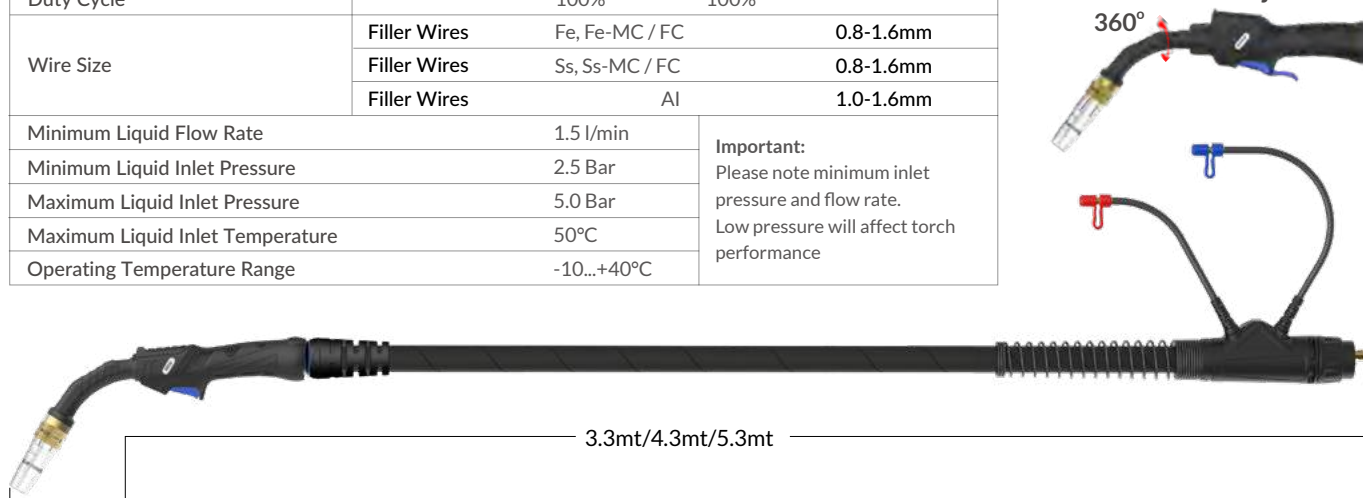 Duty Cycle 100% 100%
Wire Size
Filler Wires Fe, Fe-MC / FC 0.8-1.6mm
Filler Wires Ss, Ss-MC / FC 0.8-1.6mm
Filler Wires Al 1.0-1.6mm
Minimum Liquid Flow Rate 1.5 l/min
Minimum Liquid Inlet Pressure 2.5 Bar
Maximum Liquid Inlet Pressure 5.0 Bar
Maximum Liquid Inlet Temperature 50°C
Operating Temperature Range -10...+40°C
Important:
Please note minimum inlet
pressure and flow rate.
Low pressure will affect torch
performance
360°
3.3mt/4.3mt/5.3mt